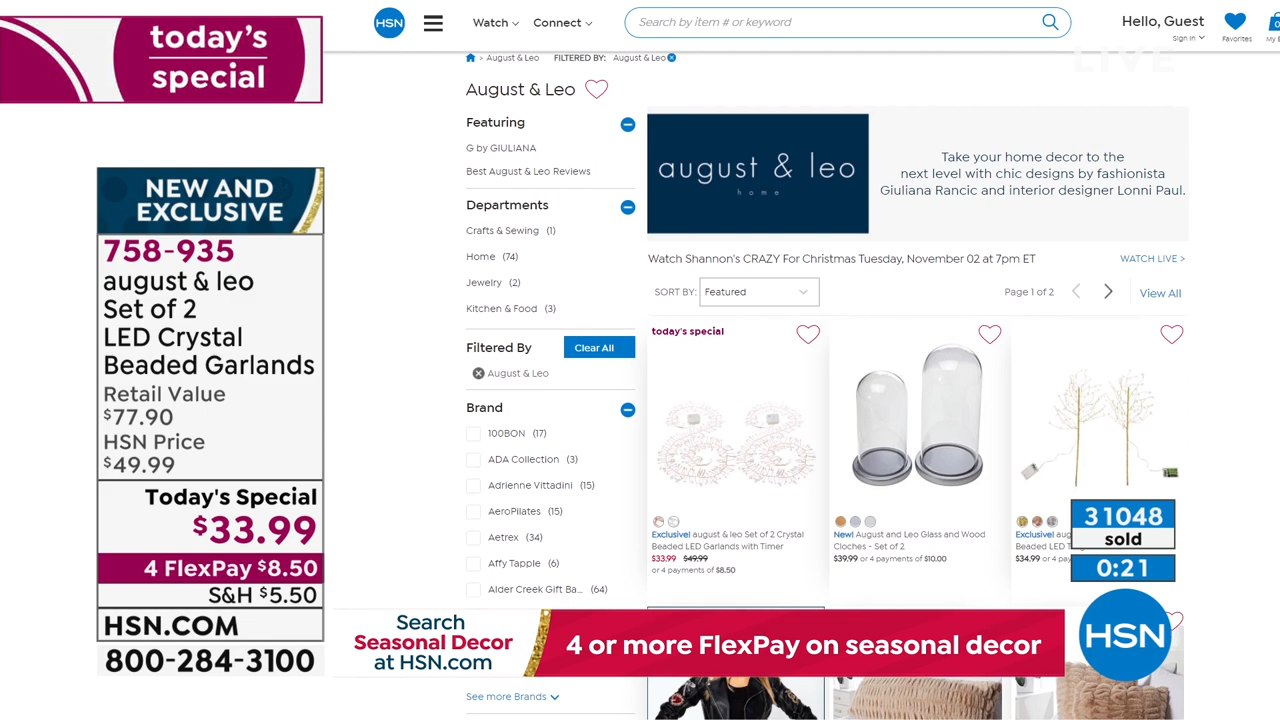 today's
special
NEW AND
EXCLUSIVE
758-935
august & leo
Set of 2
LED Crystal
Beaded Garlands
Retail Value
$77.90
HSN Price
$49.99
Today's Special
$33.99
4 FlexPay $8.50
S&H $5.50
HSN.COM
800-284-3100
HSN
Watch
Connect
Search by item # or keyword
Hello, Guest
Sign In
Favorites
LIVE
> August & Leo FILTERED BY: August & Leo
August & Leo
Featuring
G by GIULIANA
Best August & Leo Reviews
Departments
Crafts & Sewing (1)
Home (74)
Jewelry (2)
Kitchen & Food (3)
Filtered By
Clear All
August & Leo
Brand
100BON (17)
ADA Collection (3)
Adrienne Vittadini (15)
AeroPilates (15)
Aetrex (34)
Affy Tapple (6)
Alder Creek Gift Ba... (64)
See more Brands
august & leo
home
Take your home decor to the
next level with chic designs by fashionista
Giuliana Rancic and interior designer Lonni Paul.
Watch Shannon's CRAZY For Christmas Tuesday, November 02 at 7pm ET
WATCH LIVE >
SORT BY: Featured
Page 1 of 2
View All
today's special
Exclusive! august & leo Set of 2 Crystal
Beaded LED Garlands with Timer
$33.99 $49.99
or 4 payments of $8.50
New! August and Leo Glass and Wood
Cloches - Set of 2
$39.99 or 4 payments of $10.00
Exclusive! aug
Beaded LED T
$34.99 or 4 pay
31048
sold
0:21
Search
Seasonal Decor
at HSN.com
4 or more FlexPay on seasonal decor
HSN